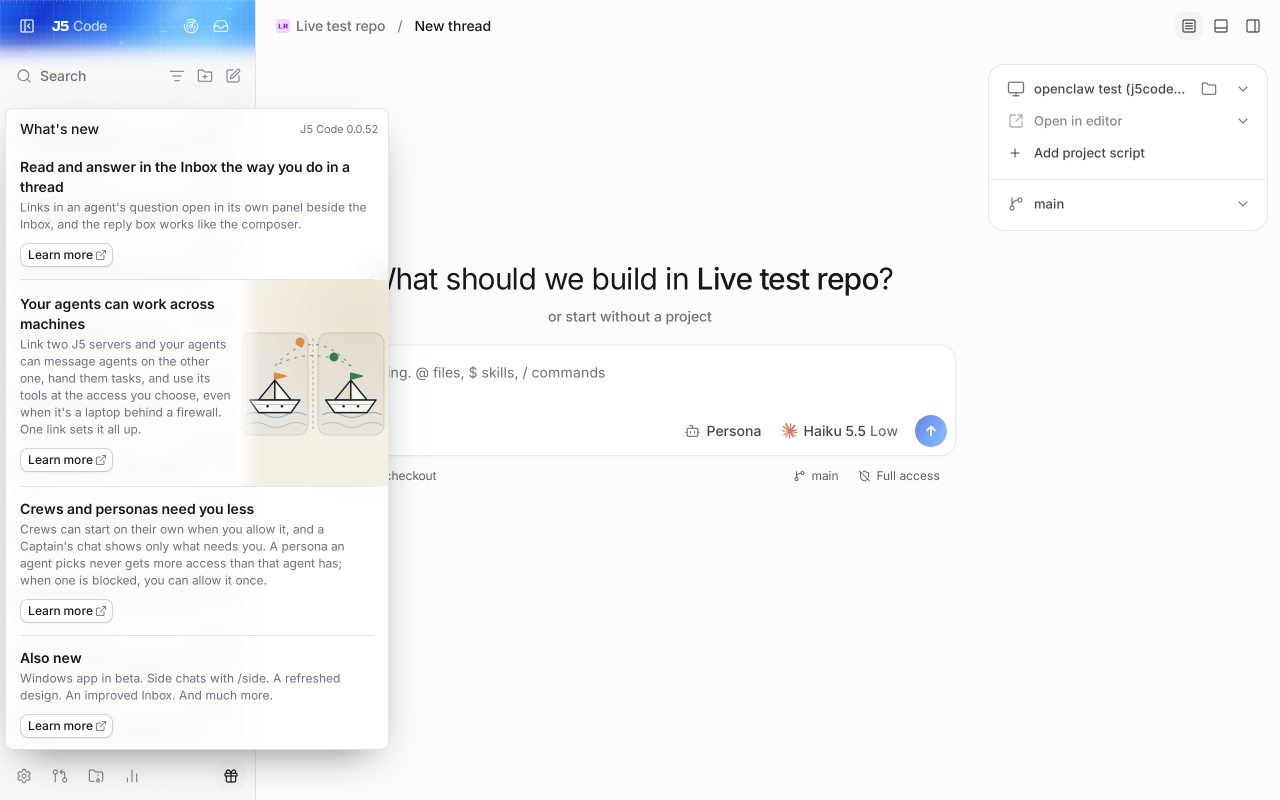 J5 Code
LR Live test repo / New thread
Search
What's new
J5 Code 0.0.52
Read and answer in the Inbox the way you do in a
thread
Links in an agent's question open in its own panel beside the
Inbox, and the reply box works like the composer.
Learn more
Your agents can work across
machines
Link two J5 servers and your agents
can message agents on the other
one, hand them tasks, and use its
tools at the access you choose, even
when it's a laptop behind a firewall.
One link sets it all up.
Learn more
Crews and personas need you less
Crews can start on their own when you allow it, and a
Captain's chat shows only what needs you. A persona an
agent picks never gets more access than that agent has;
when one is blocked, you can allow it once.
Learn more
Also new
Windows app in beta. Side chats with /side. A refreshed
design. An improved Inbox. And much more.
Learn more
What should we build in Live test repo?
or start without a project
ing. @ files, $ skills, / commands
Persona
Haiku 5.5 Low
checkout
main
Full access
openclaw test (j5code...
Open in editor
Add project script
main